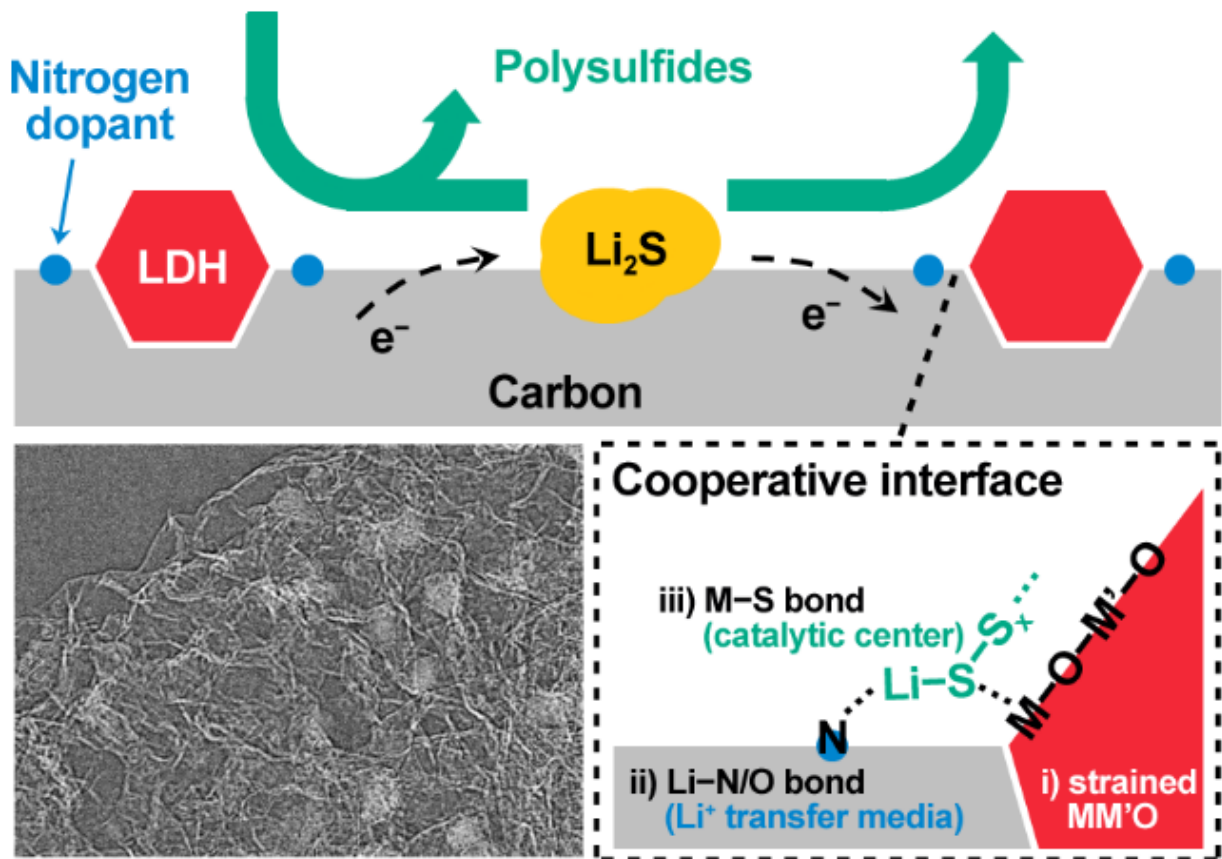 Polysulfides
Nitrogen
dopant
LDH
Li₂S
e⁻
e⁻
Carbon
Cooperative interface
iii) M–S bond
(catalytic center)
Li–S–Sₓ
M–O–M'–O
N
ii) Li–N/O bond
(Li⁺ transfer media)
i) strained
MM'O